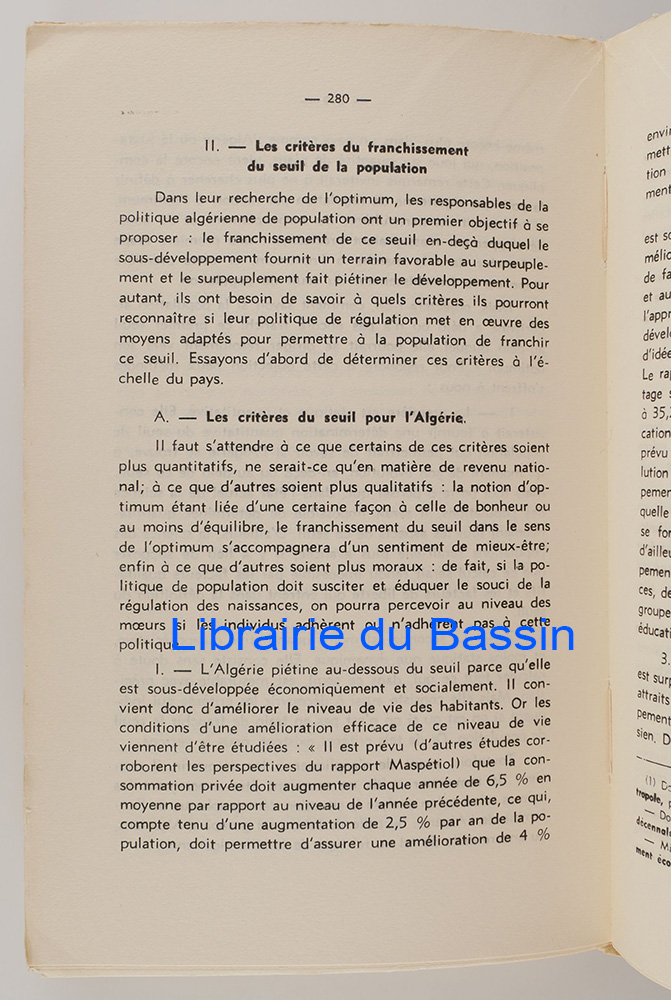 — 280 —
II. — Les critères du franchissement
du seuil de la population
Dans leur recherche de l'optimum, les responsables de la
politique algérienne de population ont un premier objectif à se
proposer : le franchissement de ce seuil en-deçà duquel le
sous-développement fournit un terrain favorable au surpeuple-
ment et le surpeuplement fait piétiner le développement. Pour
autant, ils ont besoin de savoir à quels critères ils pourront
reconnaître si leur politique de régulation met en œuvre des
moyens adaptés pour permettre à la population de franchir
ce seuil. Essayons d'abord de déterminer ces critères à l'é-
chelle du pays.
A. — Les critères du seuil pour l'Algérie.
Il faut s'attendre à ce que certains de ces critères soient
plus quantitatifs, ne serait-ce qu'en matière de revenu natio-
nal; à ce que d'autres soient plus qualitatifs : la notion d'op-
timum étant liée d'une certaine façon à celle de bonheur ou
au moins d'équilibre, le franchissement du seuil dans le sens
de l'optimum s'accompagnera d'un sentiment de mieux-être;
enfin à ce que d'autres soient plus moraux : de fait, si la po-
litique de population doit susciter et éduquer le souci de la
régulation des naissances, on pourra percevoir au niveau des
mœurs si les individus adhèrent ou n'adhèrent pas à cette
politique.
Librairie du Bassin
I. — L'Algérie piétine au-dessous du seuil parce qu'elle
est sous-développée économiquement et socialement. Il con-
vient donc d'améliorer le niveau de vie des habitants. Or les
conditions d'une amélioration efficace de ce niveau de vie
viennent d'être étudiées : « Il est prévu (d'autres études cor-
roborent les perspectives du rapport Maspétiol) que la con-
sommation privée doit augmenter chaque année de 6,5 % en
moyenne par rapport au niveau de l'année précédente, ce qui,
compte tenu d'une augmentation de 2,5 % par an de la po-
pulation, doit permettre d'assurer une amélioration de 4 %